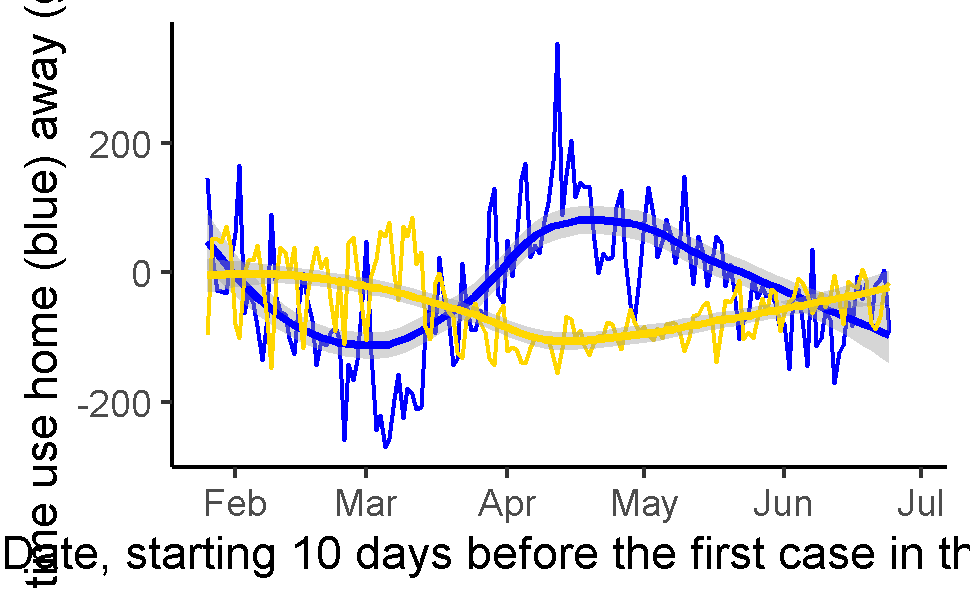 time use home (blue) away (
200
0
-200
Feb Mar Apr May Jun Jul
Date, starting 10 days before the first case in th